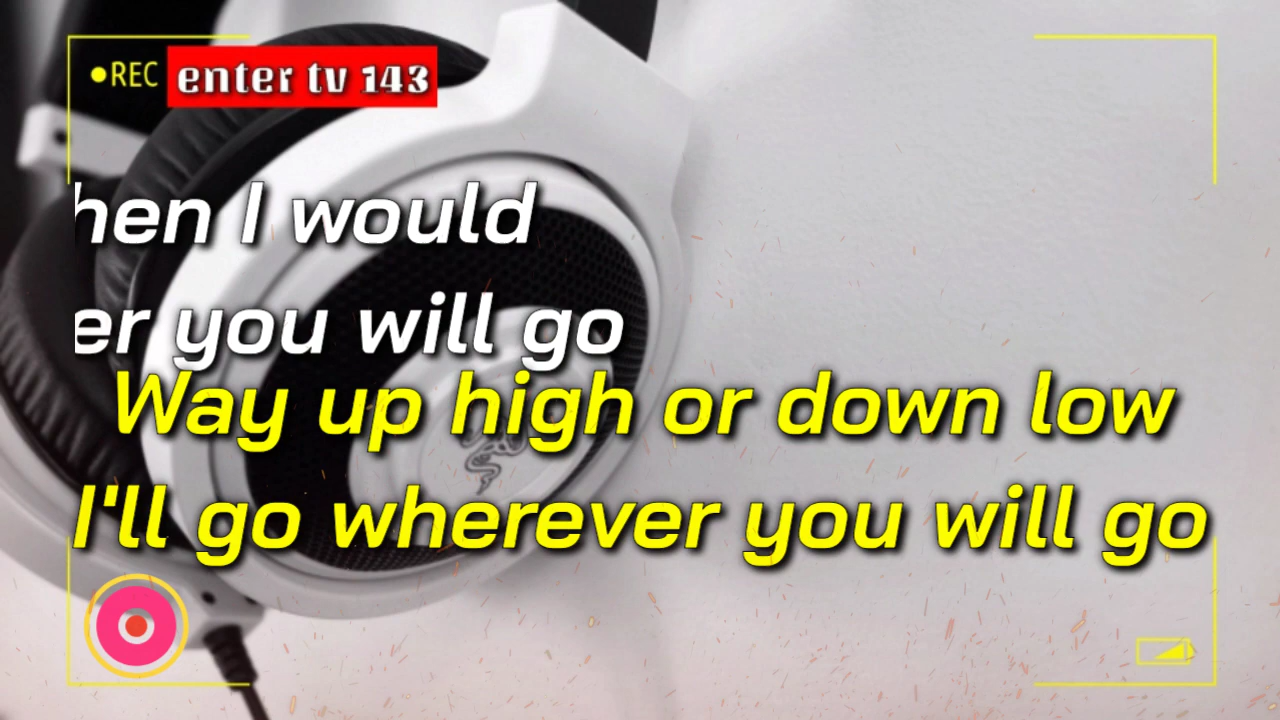 REC enter tv 143
hen I would
er you will go
Way up high or down low
I'll go wherever you will go